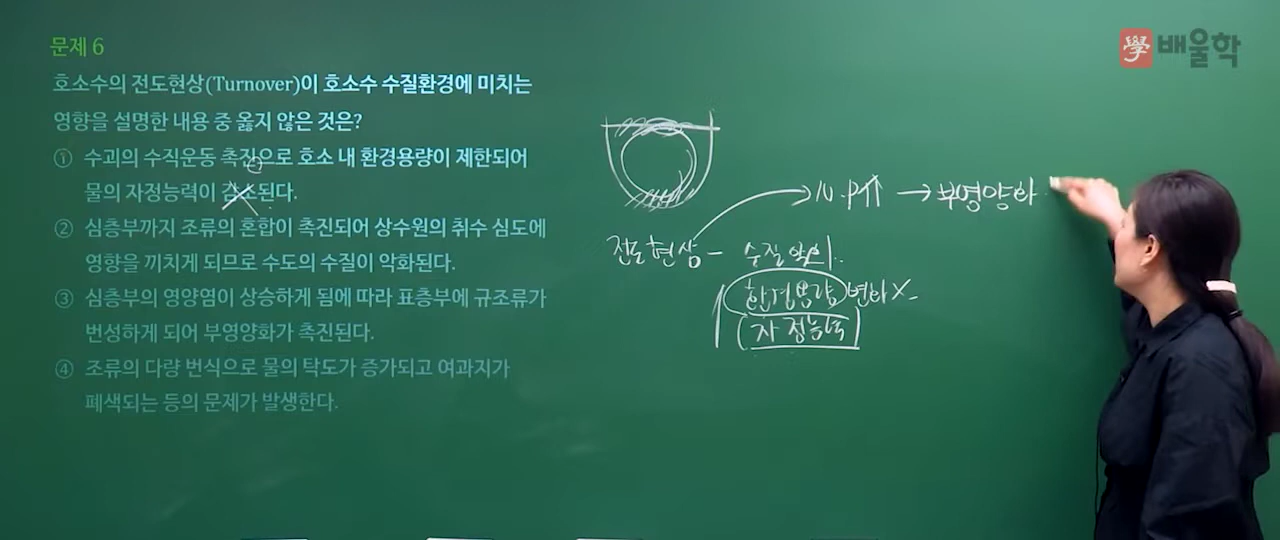 문제 6
호소수의 전도현상(Turnover)이 호소수 수질환경에 미치는
영향을 설명한 내용 중 옳지 않은 것은?
① 수괴의 수직운동 촉진으로 호소 내 환경용량이 제한되어
물의 자정능력이 감소된다.
② 심층부까지 조류의 혼합이 촉진되어 상수원의 취수 심도에
영향을 끼치게 되므로 수도의 수질이 악화된다.
③ 심층부의 영양염이 상승하게 됨에 따라 표층부에 규조류가
번성하게 되어 부영양화가 촉진된다.
④ 조류의 다량 번식으로 물의 탁도가 증가되고 여과지가
폐색되는 등의 문제가 발생한다.
學 배울학
N.P↑ → 부영양화
전도현상 - 수질악화..
환경용량 변화 X
자정능력